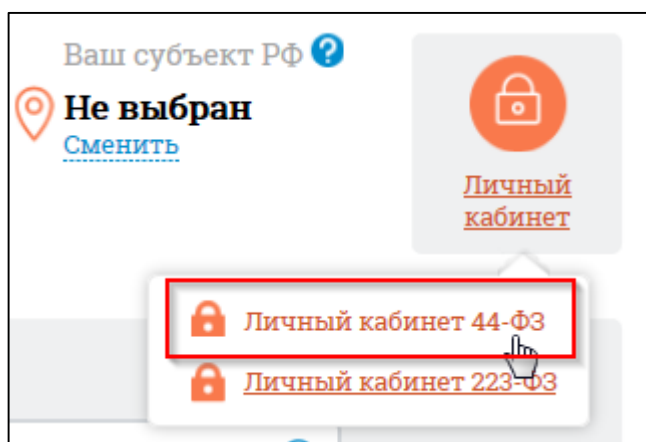 Ваш субъект РФ ?
Не выбран
Сменить
Личный
кабинет
Личный кабинет 44-ФЗ
Личный кабинет 223-ФЗ